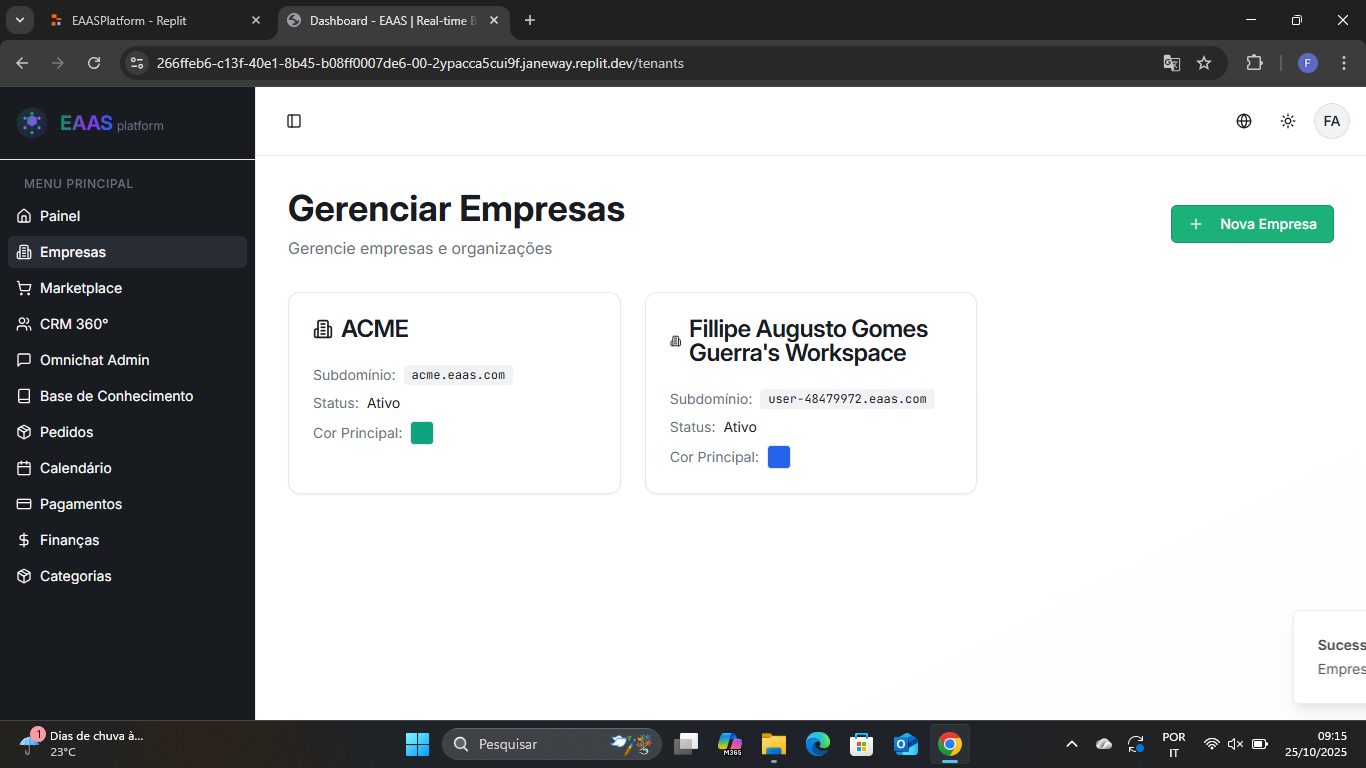 EAASPlatform - Replit
Dashboard - EAAS | Real-time B
266ffeb6-c13f-40e1-8b45-b08ff0007de6-00-2ypacca5cui9f.janeway.replit.dev/tenants
F
EAAS platform
FA
MENU PRINCIPAL
Painel
Empresas
Marketplace
CRM 360°
Omnichat Admin
Base de Conhecimento
Pedidos
Calendário
Pagamentos
Finanças
Categorias
Gerenciar Empresas
Gerencie empresas e organizações
+ Nova Empresa
ACME
Subdomínio: acme.eaas.com
Status: Ativo
Cor Principal:
Fillipe Augusto Gomes
Guerra's Workspace
Subdomínio: user-48479972.eaas.com
Status: Ativo
Cor Principal:
Sucess
Empres
1
Dias de chuva à...
23°C
Pesquisar
M365
POR
IT
09:15
25/10/2025